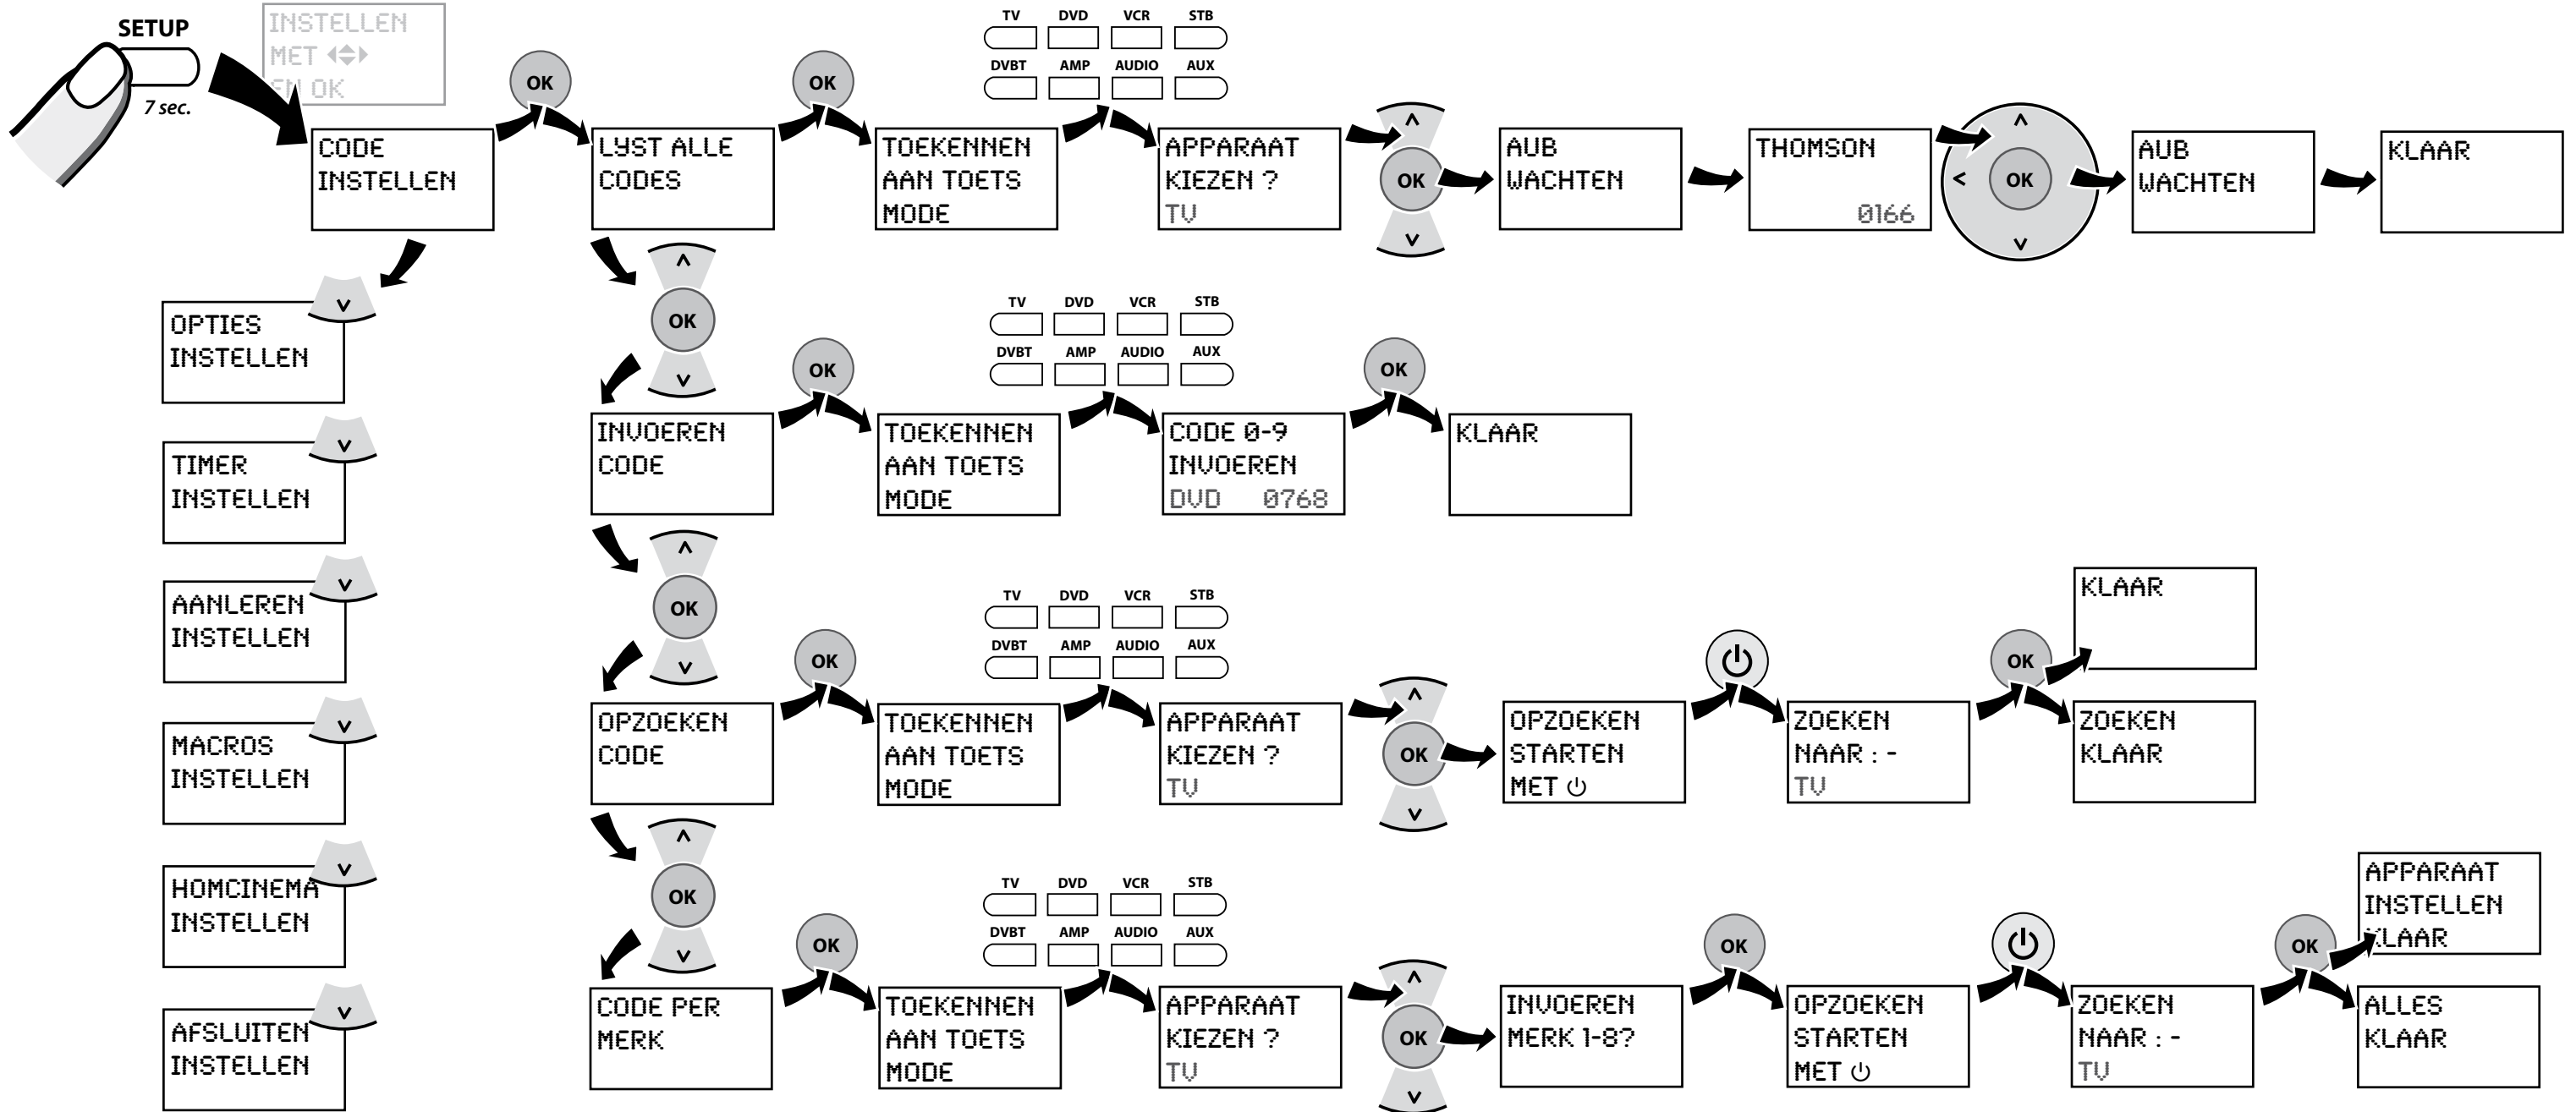 SETUP
7 sec.
INSTELLEN
MET
EN OK
CODE
INSTELLEN
OK
LYST ALLE
CODES
OK
TOEKENNEN
AAN TOETS
MODE
TV DVD VCR STB
DVBT AMP AUDIO AUX
APPARAAT
KIEZEN ?
TV
OK
AUB
WACHTEN
THOMSON
0166
OK
AUB
WACHTEN
KLAAR
OPTIES
INSTELLEN
TIMER
INSTELLEN
AANLEREN
INSTELLEN
MACROS
INSTELLEN
HOMCINEMA
INSTELLEN
AFSLUITEN
INSTELLEN
OK
INVOEREN
CODE
OK
TOEKENNEN
AAN TOETS
MODE
TV DVD VCR STB
DVBT AMP AUDIO AUX
CODE 0-9
INVOEREN
DVD 0768
OK
KLAAR
OK
OPZOEKEN
CODE
OK
TOEKENNEN
AAN TOETS
MODE
TV DVD VCR STB
DVBT AMP AUDIO AUX
APPARAAT
KIEZEN ?
TV
OK
OPZOEKEN
STARTEN
MET ⏻
ZOEKEN
NAAR : -
TV
OK
KLAAR
ZOEKEN
KLAAR
OK
CODE PER
MERK
OK
TOEKENNEN
AAN TOETS
MODE
TV DVD VCR STB
DVBT AMP AUDIO AUX
APPARAAT
KIEZEN ?
TV
OK
INVOEREN
MERK 1-8?
OK
OPZOEKEN
STARTEN
MET ⏻
ZOEKEN
NAAR : -
TV
OK
APPARAAT
INSTELLEN
KLAAR
ALLES
KLAAR